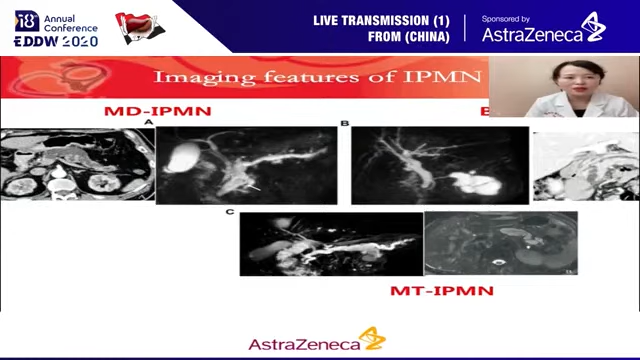 18th
Annual
Conference
EDDW 2020
LIVE TRANSMISSION (1)
FROM (CHINA)
Sponsored by
AstraZeneca
Imaging features of IPMN
MD-IPMN
A
B
C
MT-IPMN
AstraZeneca